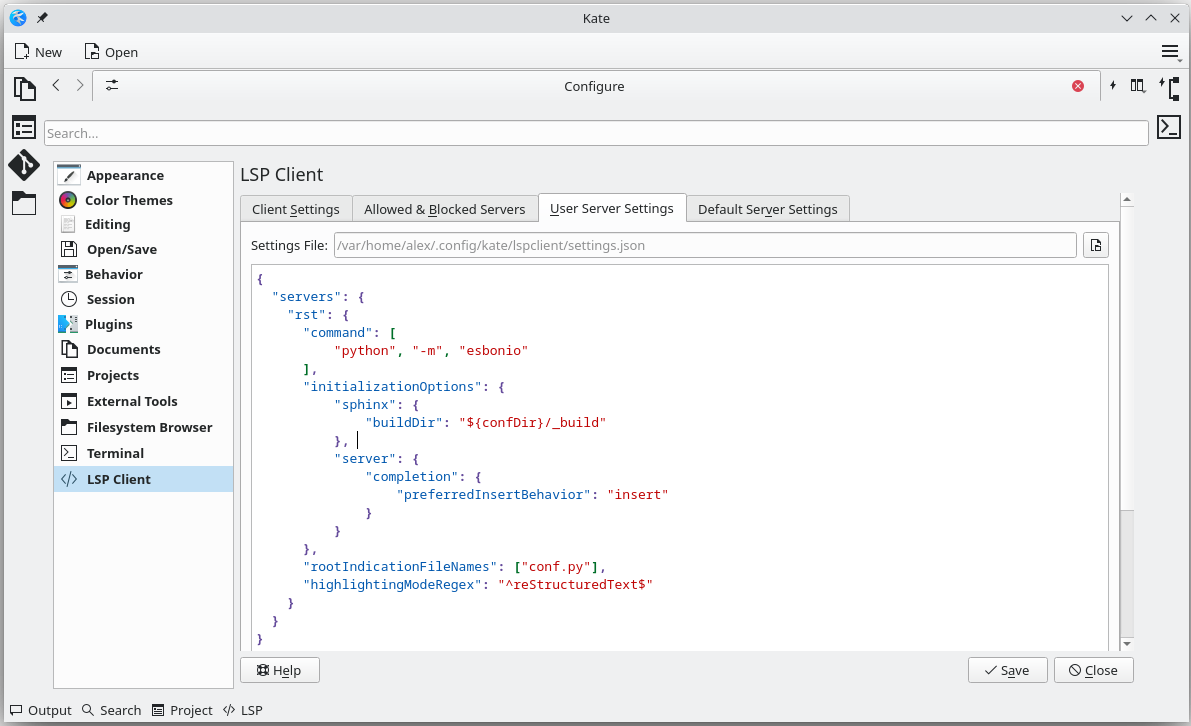 Kate
New Open
Configure
Search...
Appearance
Color Themes
Editing
Open/Save
Behavior
Session
Plugins
Documents
Projects
External Tools
Filesystem Browser
Terminal
LSP Client
LSP Client
Client Settings Allowed & Blocked Servers User Server Settings Default Server Settings
Settings File: /var/home/alex/.config/kate/lspclient/settings.json
{
  "servers": {
    "rst": {
      "command": [
          "python", "-m", "esbonio"
      ],
      "initializationOptions": {
          "sphinx": {
              "buildDir": "${confDir}/_build"
          },
          "server": {
              "completion": {
                  "preferredInsertBehavior": "insert"
              }
          }
      },
      "rootIndicationFileNames": ["conf.py"],
      "highlightingModeRegex": "^reStructuredText$"
    }
  }
}
Help Save Close
Output Search Project LSP